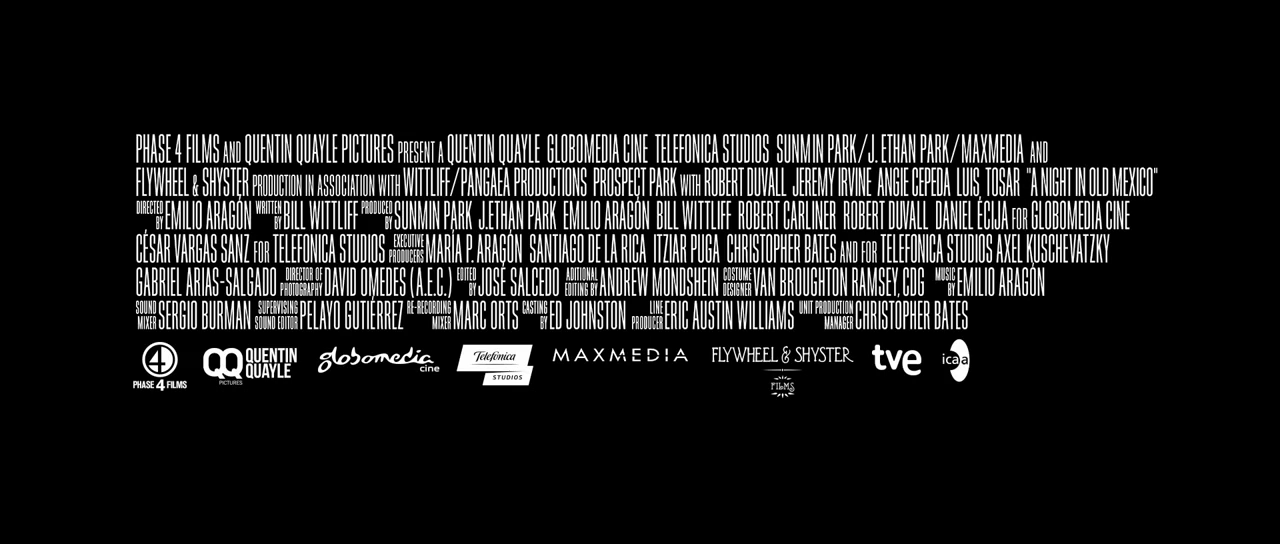 PHASE 4 FILMS AND QUENTIN QUAYLE PICTURES PRESENT A QUENTIN QUAYLE GLOBOMEDIA CINE TELEFONICA STUDIOS SUNMIN PARK/J. ETHAN PARK/MAXMEDIA AND
FLYWHEEL & SHYSTER PRODUCTION IN ASSOCIATION WITH WITTLIFF/PANGAEA PRODUCTIONS PROSPECT PARK WITH ROBERT DUVALL JEREMY IRVINE ANGIE CEPEDA LUIS TOSAR "A NIGHT IN OLD MEXICO"
DIRECTED BY EMILIO ARAGÓN WRITTEN BY BILL WITTLIFF PRODUCED BY SUNMIN PARK J.ETHAN PARK EMILIO ARAGÓN BILL WITTLIFF ROBERT CARLINER ROBERT DUVALL DANIEL ÉCIJA FOR GLOBOMEDIA CINE
CÉSAR VARGAS SANZ FOR TELEFONICA STUDIOS EXECUTIVE PRODUCERS MARÍA P. ARAGÓN SANTIAGO DE LA RICA ITZIAR PUGA CHRISTOPHER BATES AND FOR TELEFONICA STUDIOS AXEL KUSCHEVATZKY
GABRIEL ARIAS-SALGADO DIRECTOR OF PHOTOGRAPHY DAVID OMEDES (A.E.C.) EDITED BY JOSÉ SALCEDO ADITIONAL EDITING BY ANDREW MONDSHEIN COSTUME DESIGNER VAN BROUGHTON RAMSEY, CDG MUSIC BY EMILIO ARAGÓN
SOUND MIXER SERGIO BURMAN SUPERVISING SOUND EDITOR PELAYO GUTIÉRREZ RE-RECORDING MIXER MARC ORTS CASTING BY ED JOHNSTON LINE PRODUCER ERIC AUSTIN WILLIAMS UNIT PRODUCTION MANAGER CHRISTOPHER BATES
4 PHASE 4 FILMS
QQ QUENTIN QUAYLE PICTURES
globomedia cine
Telefónica STUDIOS
MAXMEDIA
FLYWHEEL & SHYSTER FILMS
tve
icaa